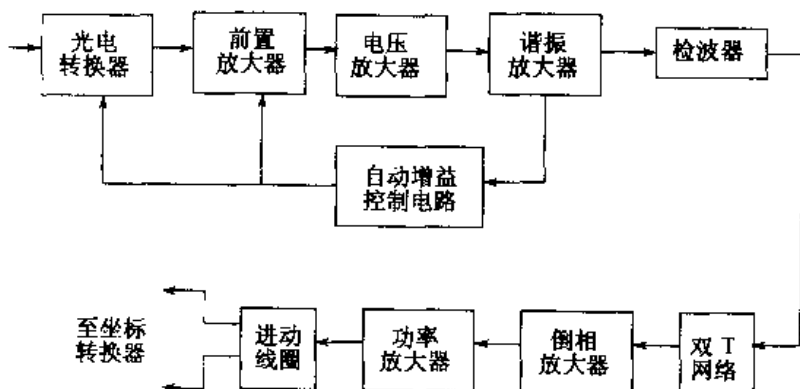 光电
转换器
前置
放大器
电压
放大器
谐振
放大器
检波器
自动增益
控制电路
至坐标
转换器
进动
线圈
功率
放大器
倒相
放大器
双T
网络